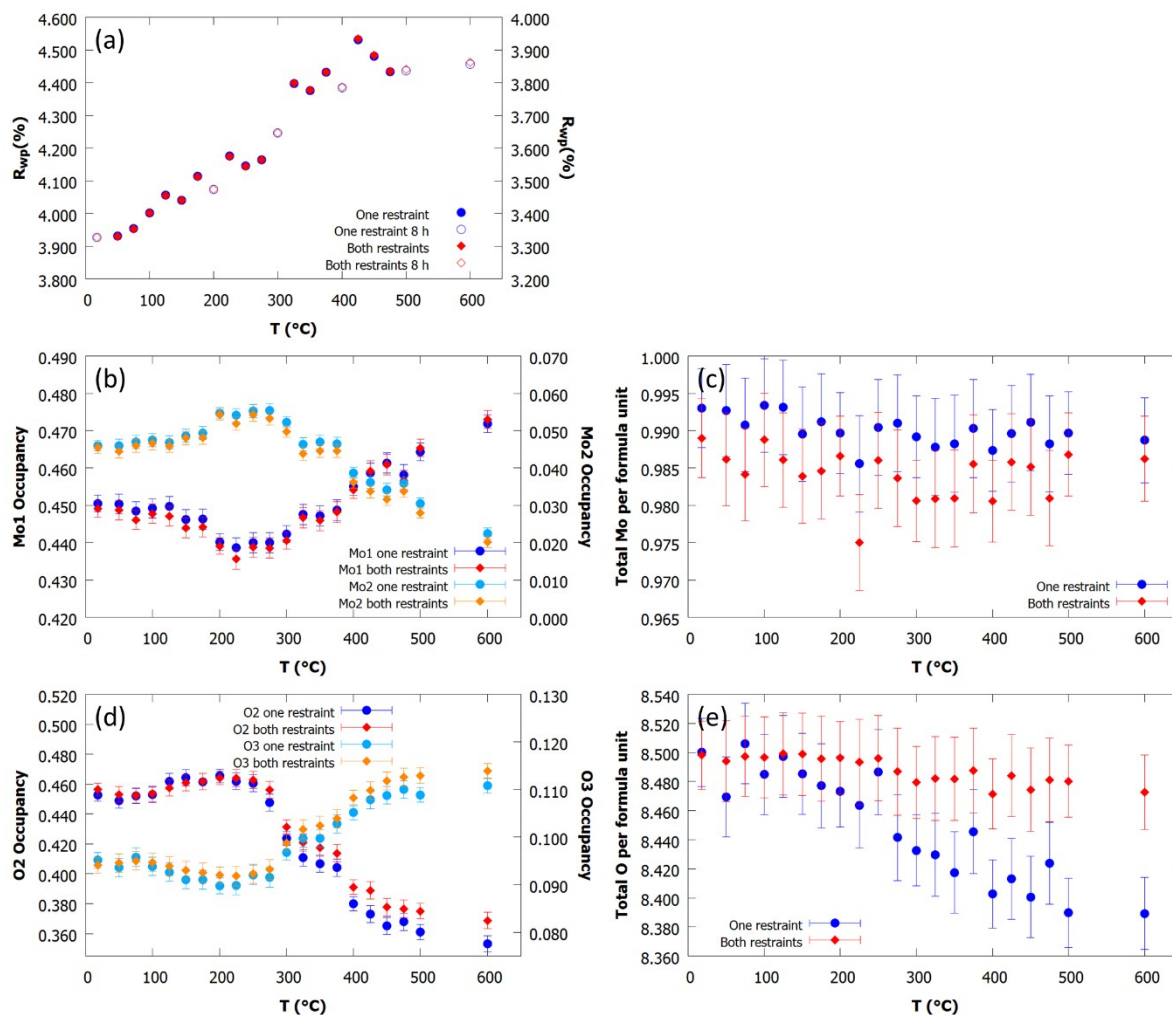 (a)
4.600
4.500
4.400
4.300
4.200
4.100
4.000
3.900
3.800
Rwp(%)
4.000
3.900
3.800
3.700
3.600
3.500
3.400
3.300
3.200
Rwp(%)
One restraint
One restraint 8 h
Both restraints
Both restraints 8 h
0 100 200 300 400 500 600
T (°C)
(b)
0.490
0.480
0.470
0.460
0.450
0.440
0.430
0.420
Mo1 Occupancy
0.070
0.060
0.050
0.040
0.030
0.020
0.010
0.000
Mo2 Occupancy
Mo1 one restraint
Mo1 both restraints
Mo2 one restraint
Mo2 both restraints
0 100 200 300 400 500 600
T (°C)
(c)
1.000
0.995
0.990
0.985
0.980
0.975
0.970
0.965
Total Mo per formula unit
One restraint
Both restraints
0 100 200 300 400 500 600
T (°C)
(d)
0.520
0.500
0.480
0.460
0.440
0.420
0.400
0.380
0.360
O2 Occupancy
0.130
0.120
0.110
0.100
0.090
0.080
O3 Occupancy
O2 one restraint
O2 both restraints
O3 one restraint
O3 both restraints
0 100 200 300 400 500 600
T (°C)
(e)
8.540
8.520
8.500
8.480
8.460
8.440
8.420
8.400
8.380
8.360
Total O per formula unit
One restraint
Both restraints
0 100 200 300 400 500 600
T (°C)